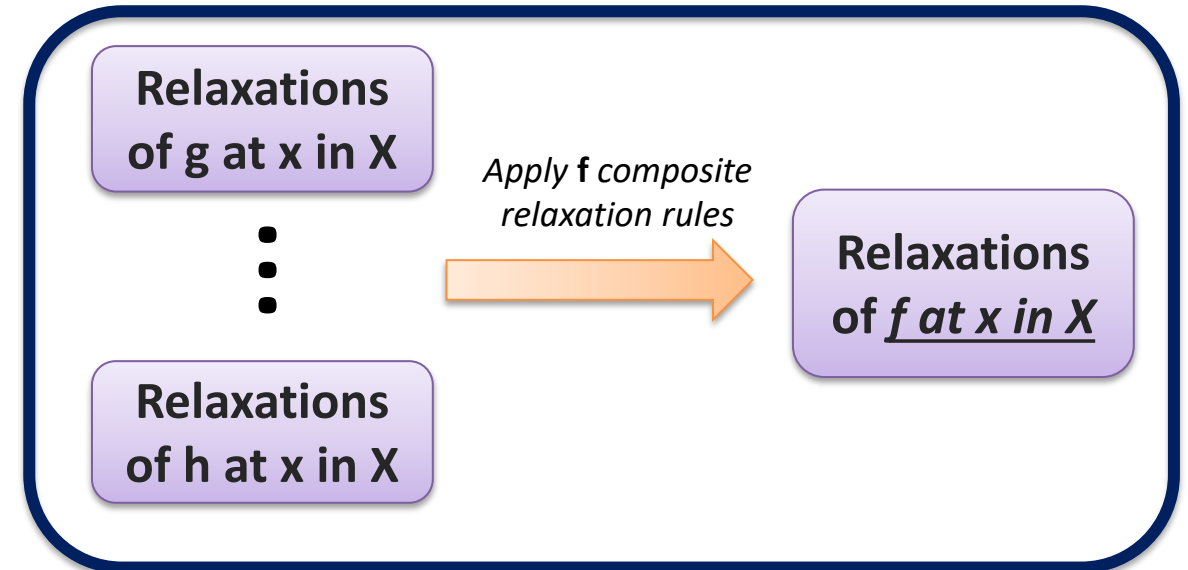 Relaxations
of g at x in X
Apply f composite
relaxation rules
Relaxations
of f at x in X
Relaxations
of h at x in X